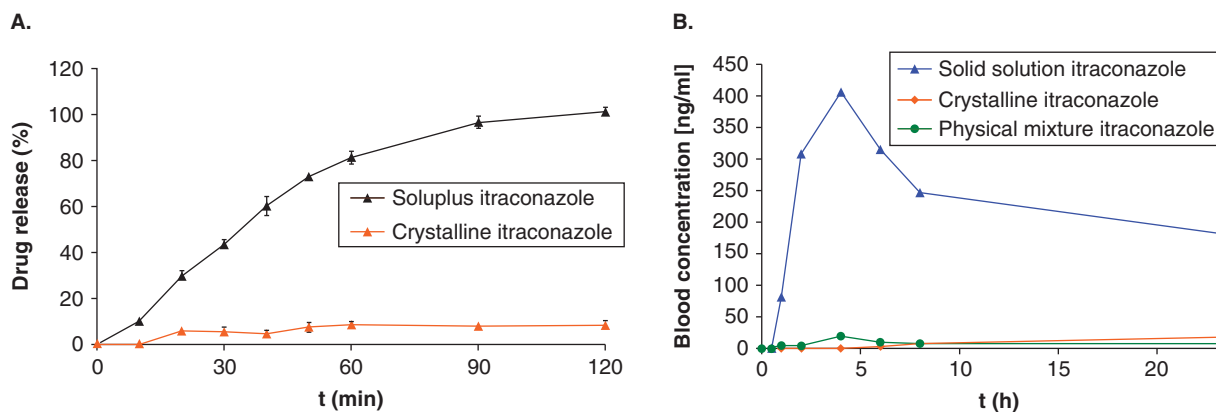 A.
120
100
80
60
40
20
0
Drug release (%)
0 30 60 90 120
t (min)
Soluplus itraconazole
Crystalline itraconazole
B.
450
400
350
300
250
200
150
100
50
0
Blood concentration [ng/ml]
0 5 10 15 20
t (h)
Solid solution itraconazole
Crystalline itraconazole
Physical mixture itraconazole